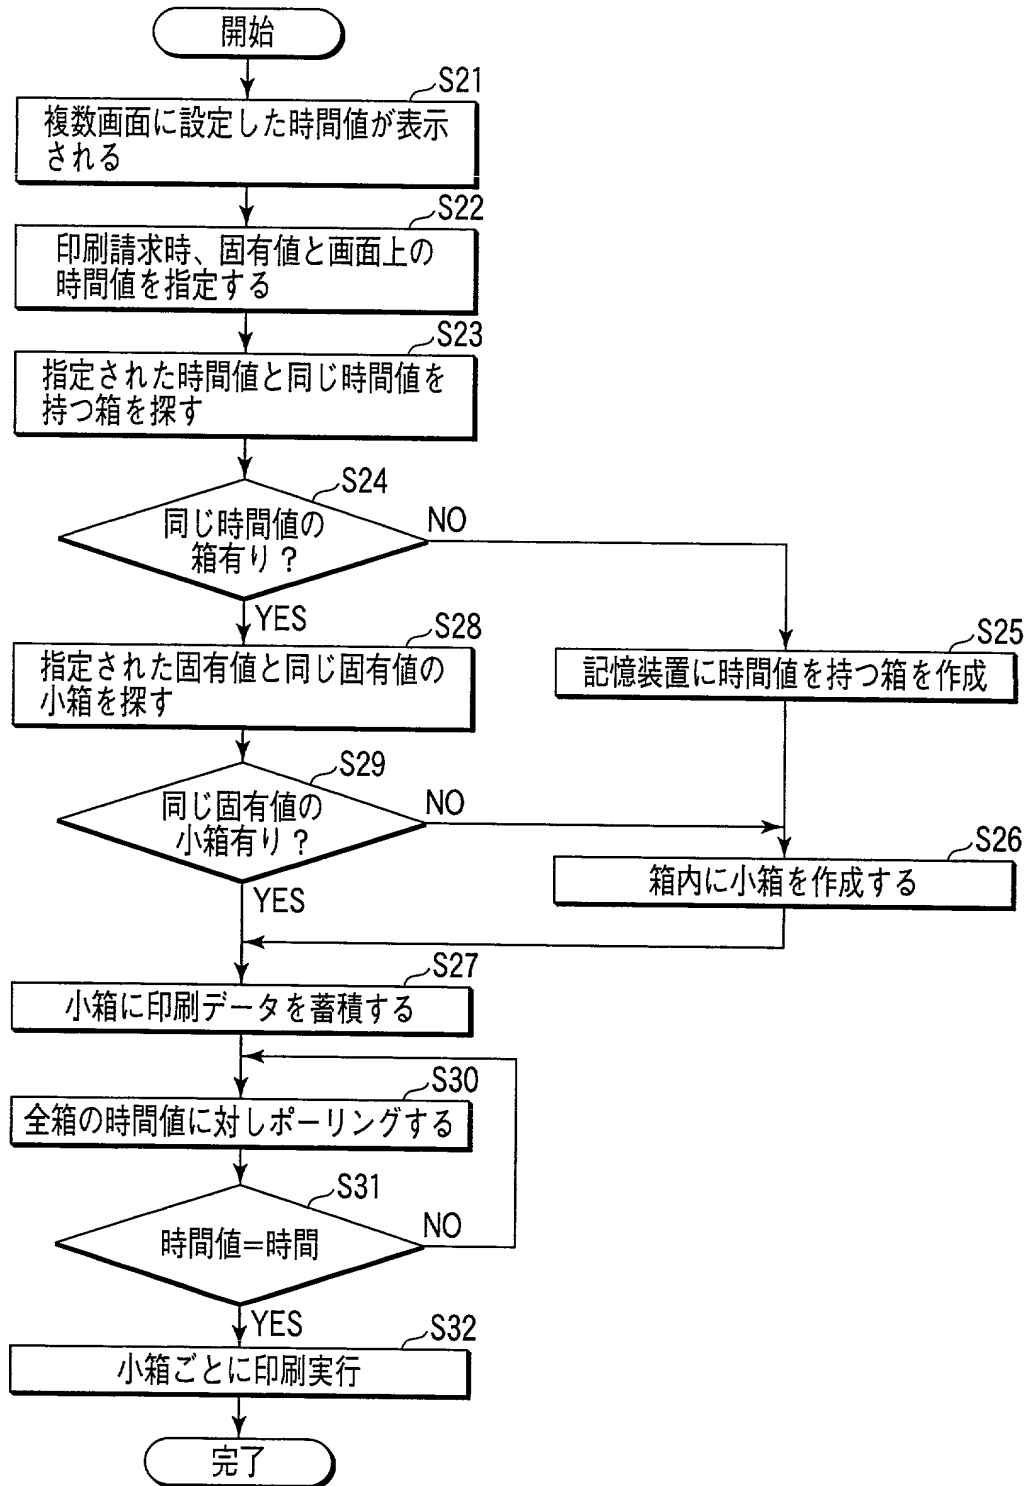 開始
S21
複数画面に設定した時間値が表示
される
S22
印刷請求時、固有値と画面上の
時間値を指定する
S23
指定された時間値と同じ時間値を
持つ箱を探す
S24
同じ時間値の
箱有り?
NO
YES
S28
指定された固有値と同じ固有値の
小箱を探す
S25
記憶装置に時間値を持つ箱を作成
S29
同じ固有値の
小箱有り?
NO
YES
S26
箱内に小箱を作成する
S27
小箱に印刷データを蓄積する
S30
全箱の時間値に対しポーリングする
S31
時間値=時間
NO
YES
S32
小箱ごとに印刷実行
完了